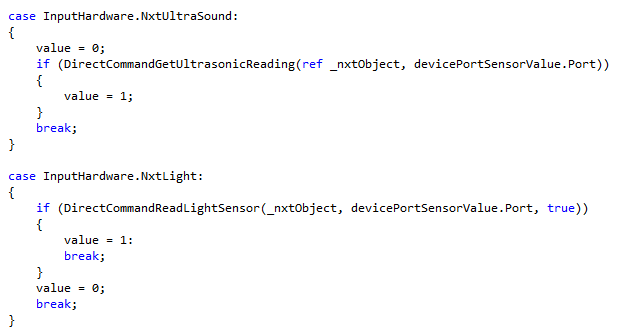 case InputHardware.NxtUltraSound:
{
    value = 0;
    if (DirectCommandGetUltrasonicReading(ref _nxtObject, devicePortSensorValue.Port))
    {
        value = 1;
    }
    break;
}
case InputHardware.NxtLight:
{
    if (DirectCommandReadLightSensor(_nxtObject, devicePortSensorValue.Port, true))
    {
        value = 1:
        break;
    }
    value = 0;
    break;
}